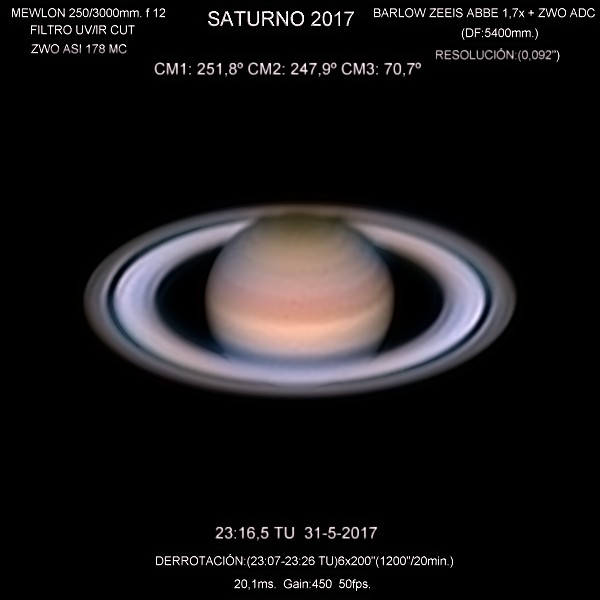 MEWLON 250/3000mm. f 12
FILTRO UVIR CUT
ZWO ASI 178 MC
SATURNO 2017
BARLOW ZEEIS ABBE 1,7x + ZWO ADC
(DF:5400mm.)
RESOLUCIÓN:(0,092")
CM1: 251,8º CM2: 247,9º CM3: 70,7º
23:16,5 TU 31-5-2017
DERROTACIÓN:(23:07-23:26 TU)6x200"(1200"/20min.)
20,1ms. Gain:450 50fps.